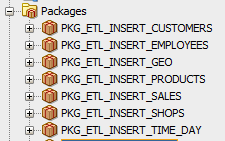 Packages
PKG_ETL_INSERT_CUSTOMERS
PKG_ETL_INSERT_EMPLOYEES
PKG_ETL_INSERT_GEO
PKG_ETL_INSERT_PRODUCTS
PKG_ETL_INSERT_SALES
PKG_ETL_INSERT_SHOPS
PKG_ETL_INSERT_TIME_DAY